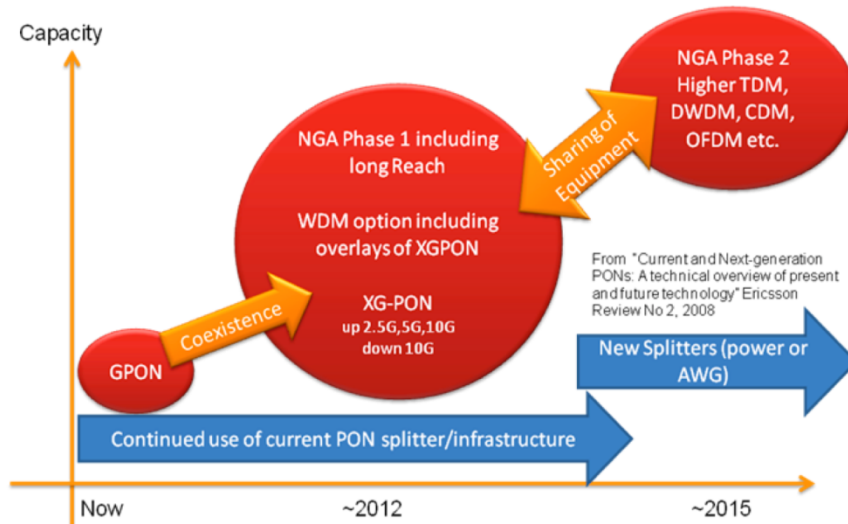 Capacity
NGA Phase 2
Higher TDM,
DWDM, CDM,
OFDM etc.
Sharing of
Equipment
NGA Phase 1 including
long Reach
WDM option including
overlays of XGPON
XG-PON
up 2.5G,5G,10G
down 10G
Coexistence
GPON
From "Current and Next-generation
PONs: A technical overview of present
and future technology" Ericsson
Review No 2, 2008
New Splitters (power or
AWG)
Continued use of current PON splitter/infrastructure
Now
~2012
~2015